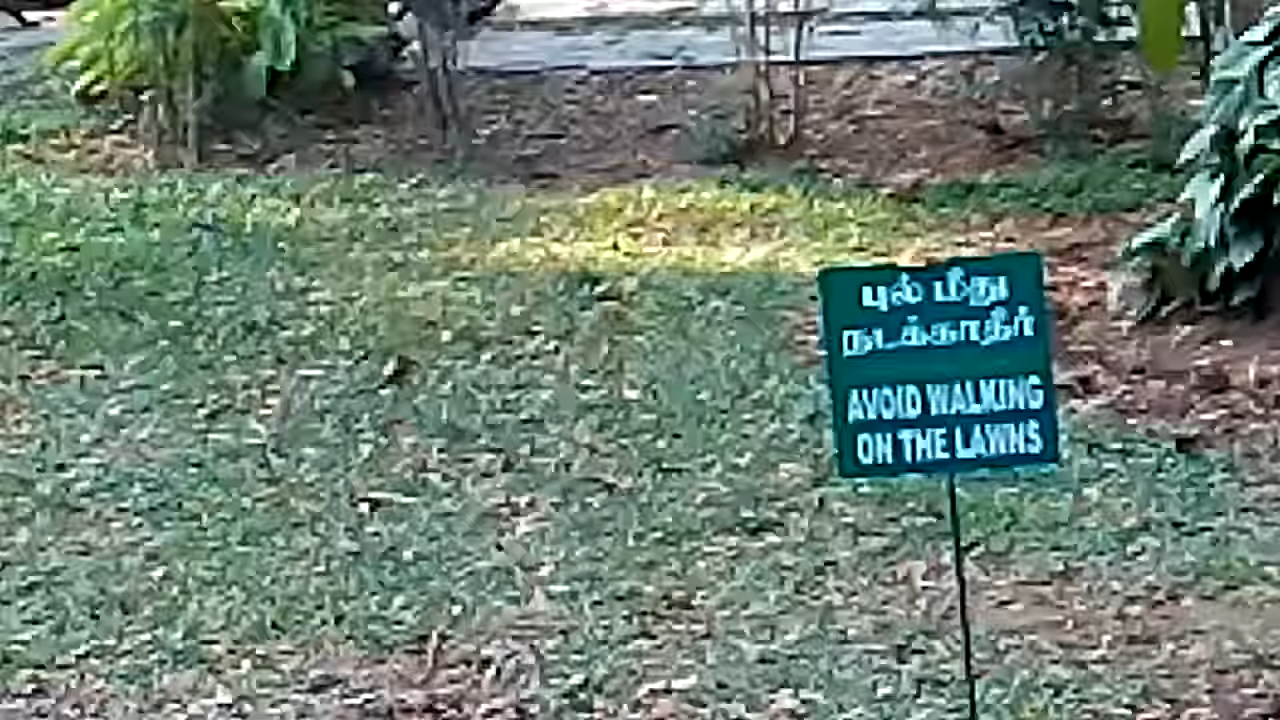 புல் மீது
நடக்காதீர்
AVOID WALKING
ON THE LAWNS